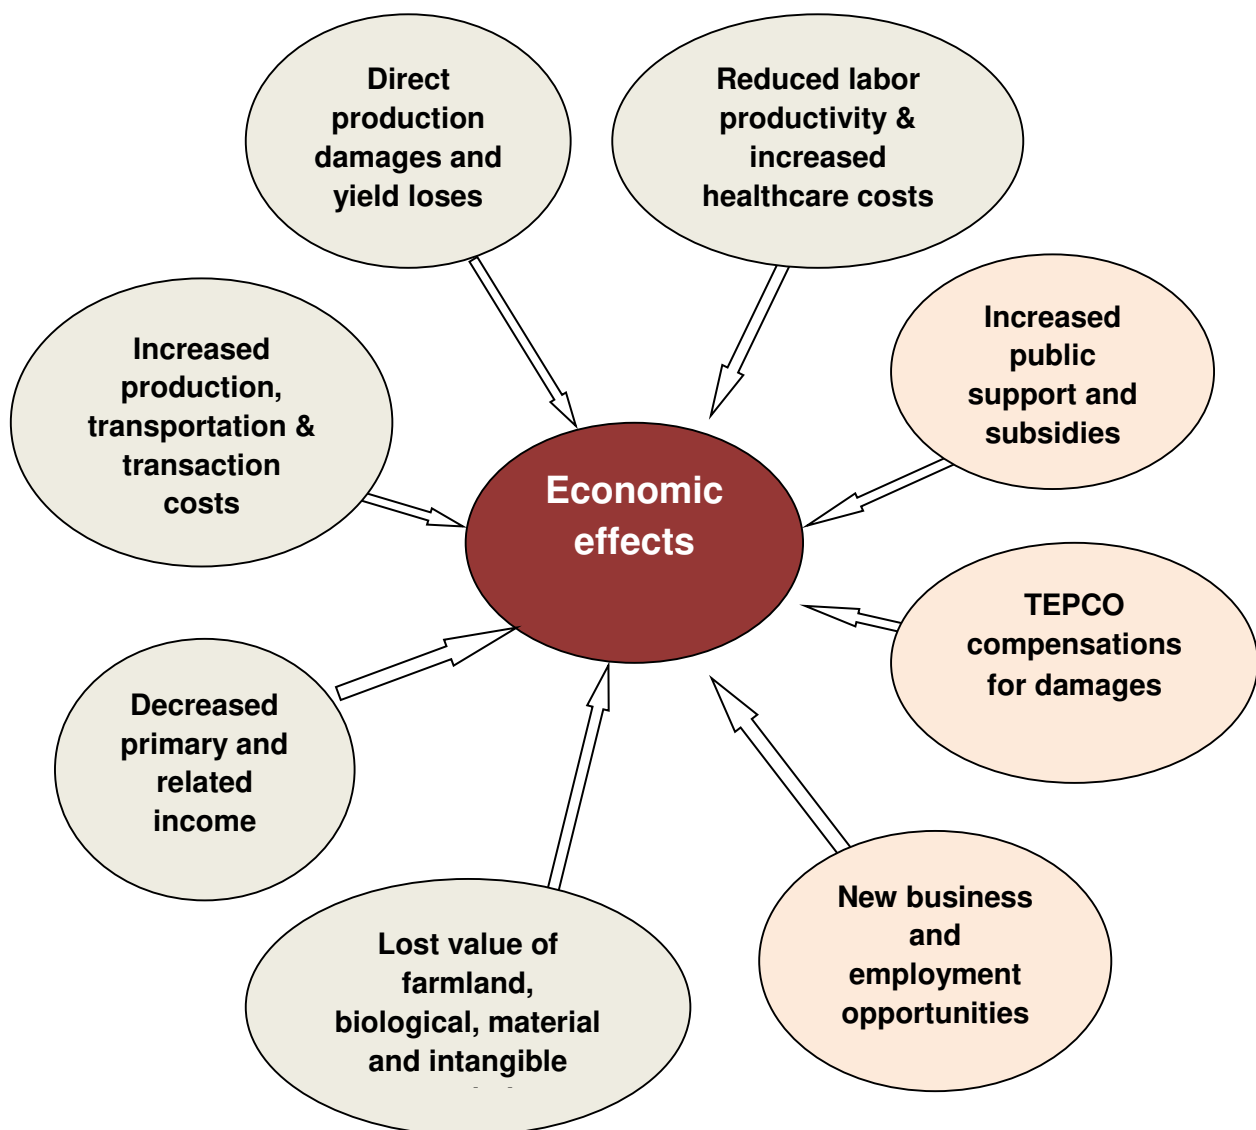 Direct
production
damages and
yield loses
Reduced labor
productivity &
increased
healthcare costs
Increased
public
support and
subsidies
Increased
production,
transportation &
transaction
costs
Economic
effects
TEPCO
compensations
for damages
Decreased
primary and
related
income
New business
and
employment
opportunities
Lost value of
farmland,
biological, material
and intangible